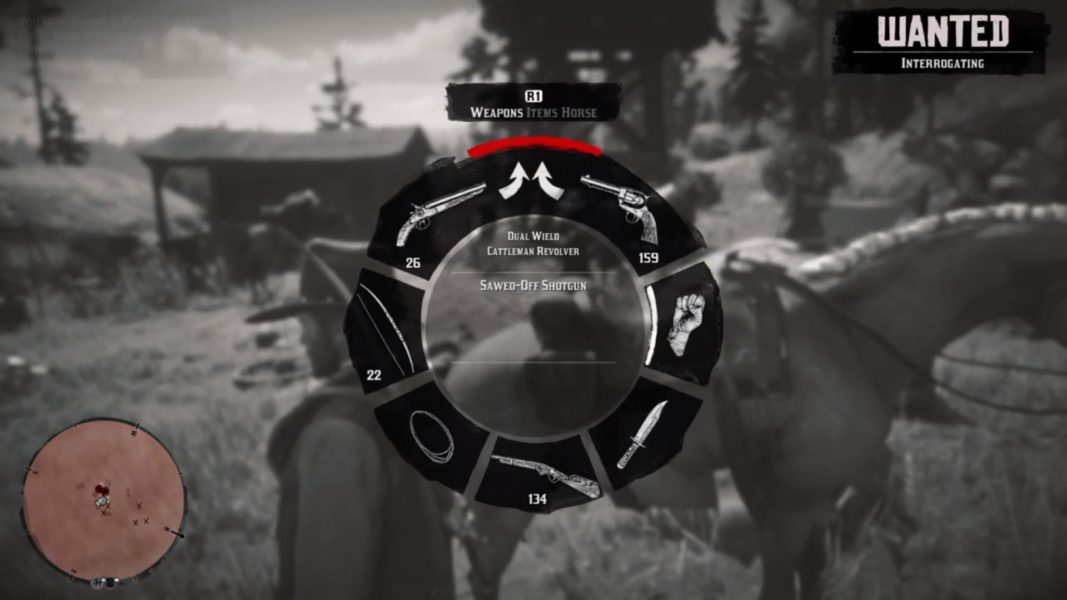 WANTED
INTERROGATING
R1
WEAPONS ITEMS HORSE
DUAL WIELD
CATTLEMAN REVOLVER
SAWED-OFF SHOTGUN
26
159
22
134